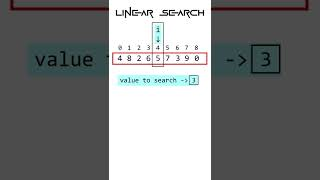 LINEAR SEARCH
i
↓
0 1 2 3 4 5 6 7 8
4 8 2 6 5 7 3 9 0
value to search -> 3
-> 3